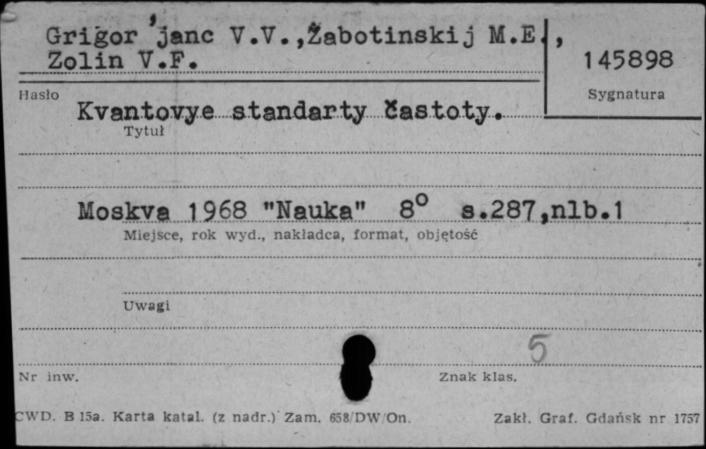 Grigor'janc V.V.,Žabotinskij M.E.,
Zolin V.F.
145898
Hasło
Sygnatura
Kvantovye standarty častoty.
Tytuł
Moskva 1968 "Nauka" 8° s.287,nlb.1
Miejsce, rok wyd., nakładca, format, objętość
Uwagi
5
Nr inw.
Znak klas.
CWD. B 15a. Karta katal. (z nadr.) Zam. 658/DW/On.
Zakł. Graf. Gdańsk nr 1757